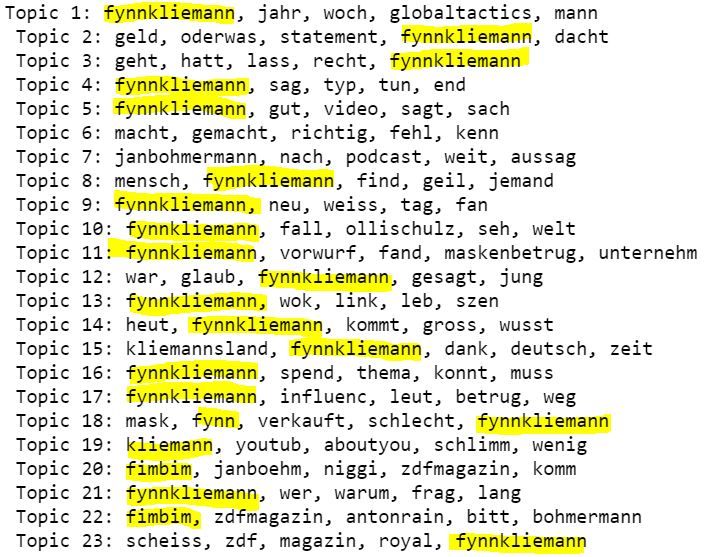 Topic 1: fynnkliemann, jahr, woch, globaltactics, mann
Topic 2: geld, oderwas, statement, fynnkliemann, dacht
Topic 3: geht, hatt, lass, recht, fynnkliemann
Topic 4: fynnkliemann, sag, typ, tun, end
Topic 5: fynnkliemann, gut, video, sagt, sach
Topic 6: macht, gemacht, richtig, fehl, kenn
Topic 7: janbohmermann, nach, podcast, weit, aussag
Topic 8: mensch, fynnkliemann, find, geil, jemand
Topic 9: fynnkliemann, neu, weiss, tag, fan
Topic 10: fynnkliemann, fall, ollischulz, seh, welt
Topic 11: fynnkliemann, vorwurf, fand, maskenbetrug, unternehm
Topic 12: war, glaub, fynnkliemann, gesagt, jung
Topic 13: fynnkliemann, wok, link, leb, szen
Topic 14: heut, fynnkliemann, kommt, gross, wusst
Topic 15: kliemannsland, fynnkliemann, dank, deutsch, zeit
Topic 16: fynnkliemann, spend, thema, konnt, muss
Topic 17: fynnkliemann, influenc, leut, betrug, weg
Topic 18: mask, fynn, verkauft, schlecht, fynnkliemann
Topic 19: kliemann, youtub, aboutyou, schlimm, wenig
Topic 20: fimbim, janboehm, niggi, zdfmagazin, komm
Topic 21: fynnkliemann, wer, warum, frag, lang
Topic 22: fimbim, zdfmagazin, antonrain, bitt, bohmermann
Topic 23: scheiss, zdf, magazin, royal, fynnkliemann